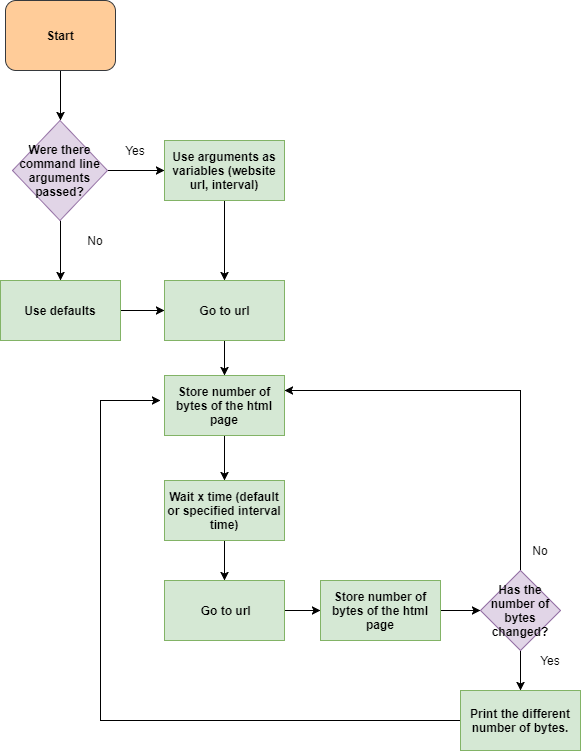 Start
Were there
command line
arguments
passed?
Yes
Use arguments as
variables (website
url, interval)
No
Use defaults
Go to url
Store number of
bytes of the html
page
Wait x time (default
or specified interval
time)
No
Go to url
Store number of
bytes of the html
page
Has the
number of
bytes
changed?
Yes
Print the different
number of bytes.